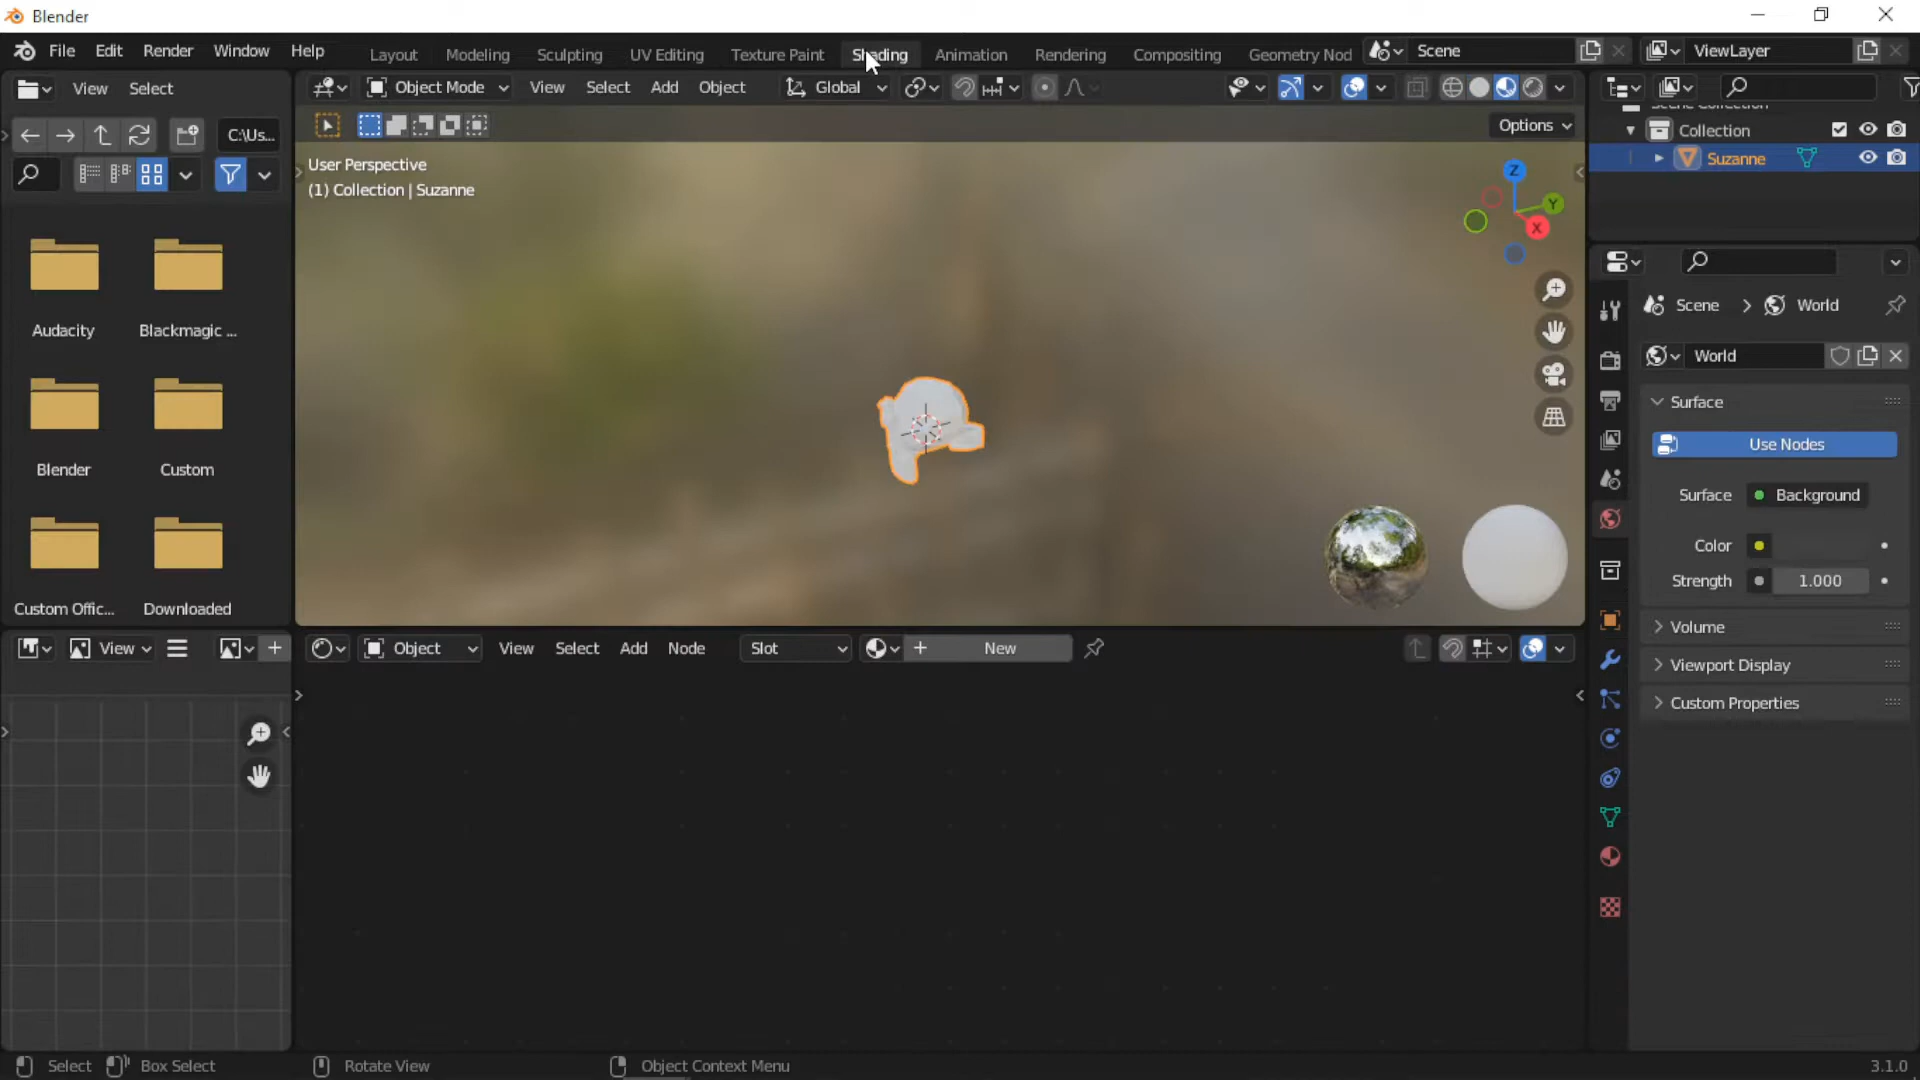 Blender
File Edit Render Window Help Layout Modeling Sculpting UV Editing Texture Paint Shading Animation Rendering Compositing Geometry Nod Scene ViewLayer
View Select Object Mode View Select Add Object Global
Options
C:\Us...
User Perspective
(1) Collection | Suzanne
Z
Y
X
Scene Collection
Collection
Suzanne
Audacity Blackmagic ...
Blender Custom
Custom Offic... Downloaded
Scene > World
World
Surface
Use Nodes
Surface Background
Color
Strength 1.000
Volume
Viewport Display
Custom Properties
View
Object View Select Add Node Slot New
Select Box Select Rotate View Object Context Menu 3.1.0